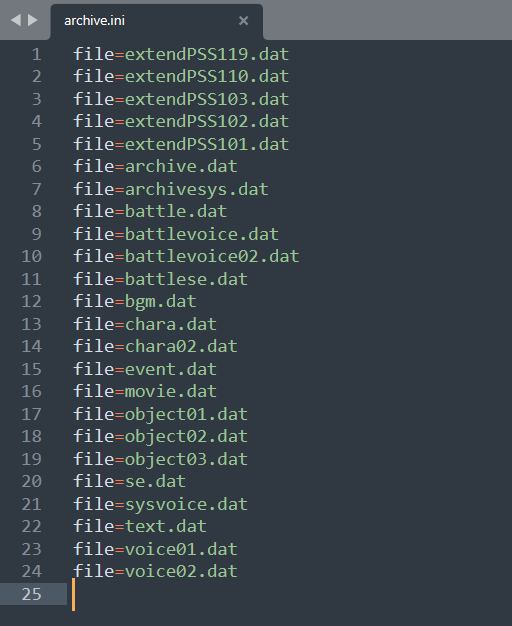 archive.ini
1 file=extendPSS119.dat
2 file=extendPSS110.dat
3 file=extendPSS103.dat
4 file=extendPSS102.dat
5 file=extendPSS101.dat
6 file=archive.dat
7 file=archivesys.dat
8 file=battle.dat
9 file=battlevoice.dat
10 file=battlevoice02.dat
11 file=battlese.dat
12 file=bgm.dat
13 file=chara.dat
14 file=chara02.dat
15 file=event.dat
16 file=movie.dat
17 file=object01.dat
18 file=object02.dat
19 file=object03.dat
20 file=se.dat
21 file=sysvoice.dat
22 file=text.dat
23 file=voice01.dat
24 file=voice02.dat
25